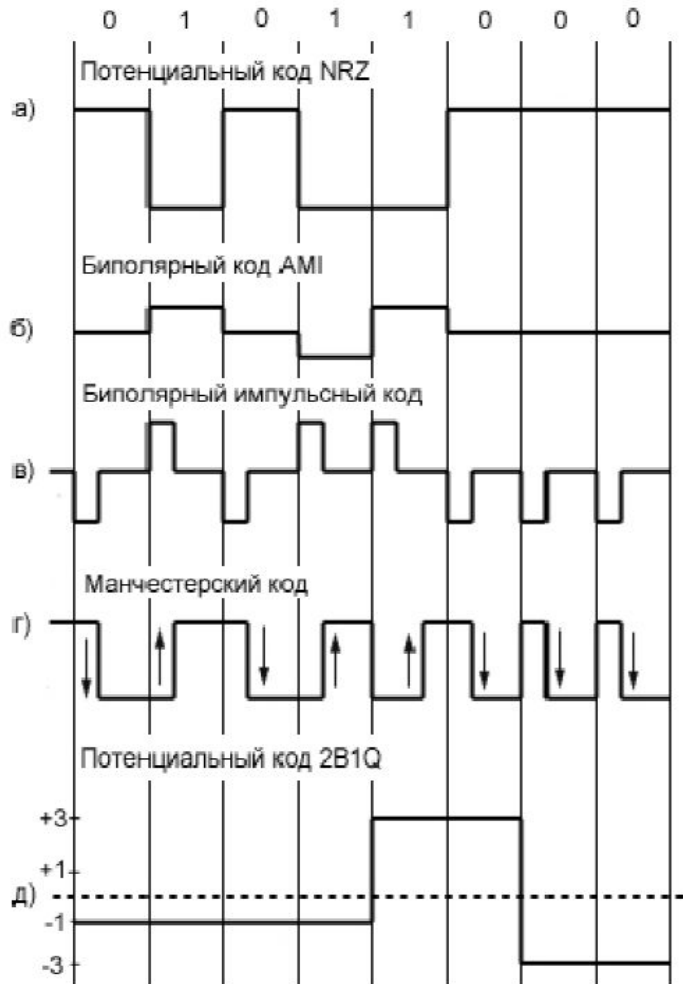 0 1 0 1 1 0 0 0
Потенциальный код NRZ
а)
Биполярный код AMI
б)
Биполярный импульсный код
в)
Манчестерский код
г)
Потенциальный код 2B1Q
+3
+1
д)
-1
-3